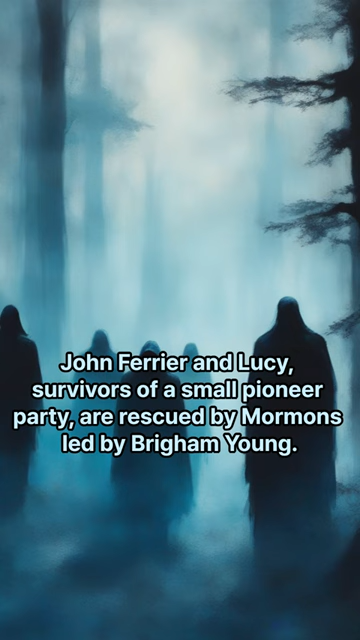 John Ferrier and Lucy,
survivors of a small pioneer
party, are rescued by Mormons
led by Brigham Young.